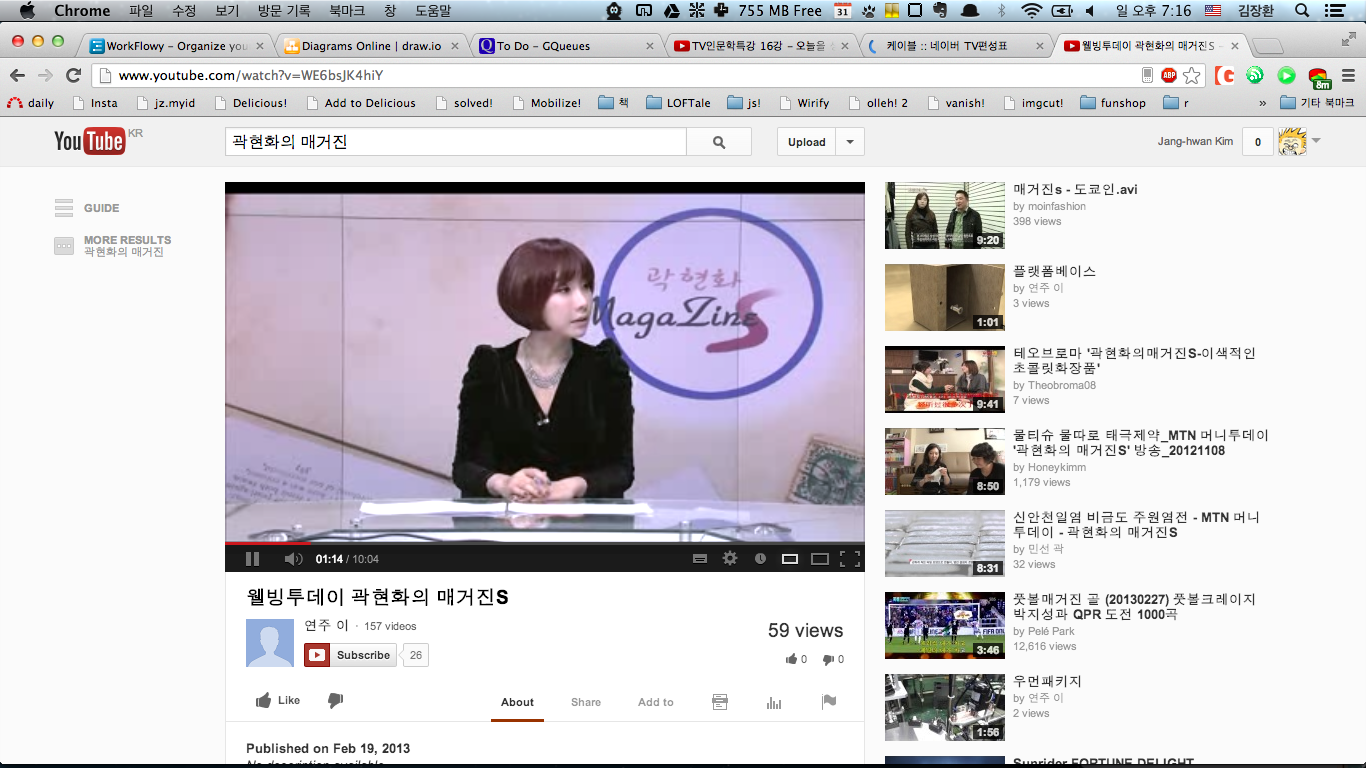 Chrome 파일 수정 보기 방문 기록 북마크 창 도움말 755 MB Free 31 일 오후 7:16 김장환
WorkFlowy - Organize you
Diagrams Online | draw.io
To Do - GQueues
TV인문학특강 16강 - 오늘을
케이블 :: 네이버 TV편성표
웰빙투데이 곽현화의 매거진S -
www.youtube.com/watch?v=WE6bsJK4hiY
ABP
8m
daily Insta jz.myid Delicious! Add to Delicious solved! Mobilize! 책 LOFTale js! Wirify olleh! 2 vanish! imgcut! funshop r » 기타 북마크
YouTube KR
곽현화의 매거진
Upload
Jang-hwan Kim 0
GUIDE
MORE RESULTS
곽현화의 매거진
곽현화
MagaZine S
01:14 / 10:04
웰빙투데이 곽현화의 매거진S
연주 이 · 157 videos
Subscribe 26
59 views
0 0
Like
About Share Add to
Published on Feb 19, 2013
No description available.
매거진s - 도쿄인.avi
by moinfashion
398 views
9:20
플랫폼베이스
by 연주 이
3 views
1:01
테오브로마 '곽현화의매거진S-이색적인
초콜릿화장품'
by Theobroma08
7 views
9:41
물티슈 물따로 태극제약_MTN 머니투데이
'곽현화의 매거진S' 방송_20121108
by Honeykimm
1,179 views
8:50
신안천일염 비금도 주원염전 - MTN 머니
투데이 - 곽현화의 매거진S
by 민선 곽
32 views
8:31
풋볼매거진 골 (20130227) 풋볼크레이지
박지성과 QPR 도전 1000곡
by Pelé Park
12,616 views
3:46
우먼패키지
by 연주 이
2 views
1:56
Sunrider FORTUNE DELIGHT